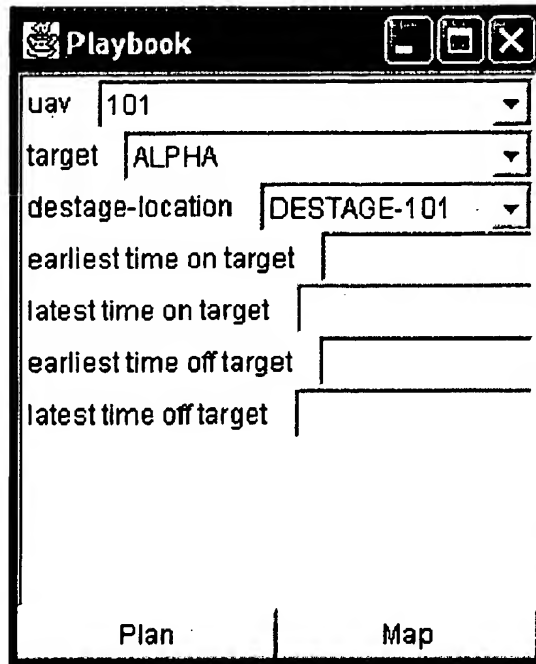 Playbook
uav 101
target ALPHA
destage-location DESTAGE-101
earliest time on target
latest time on target
earliest time off target
latest time off target
Plan Map